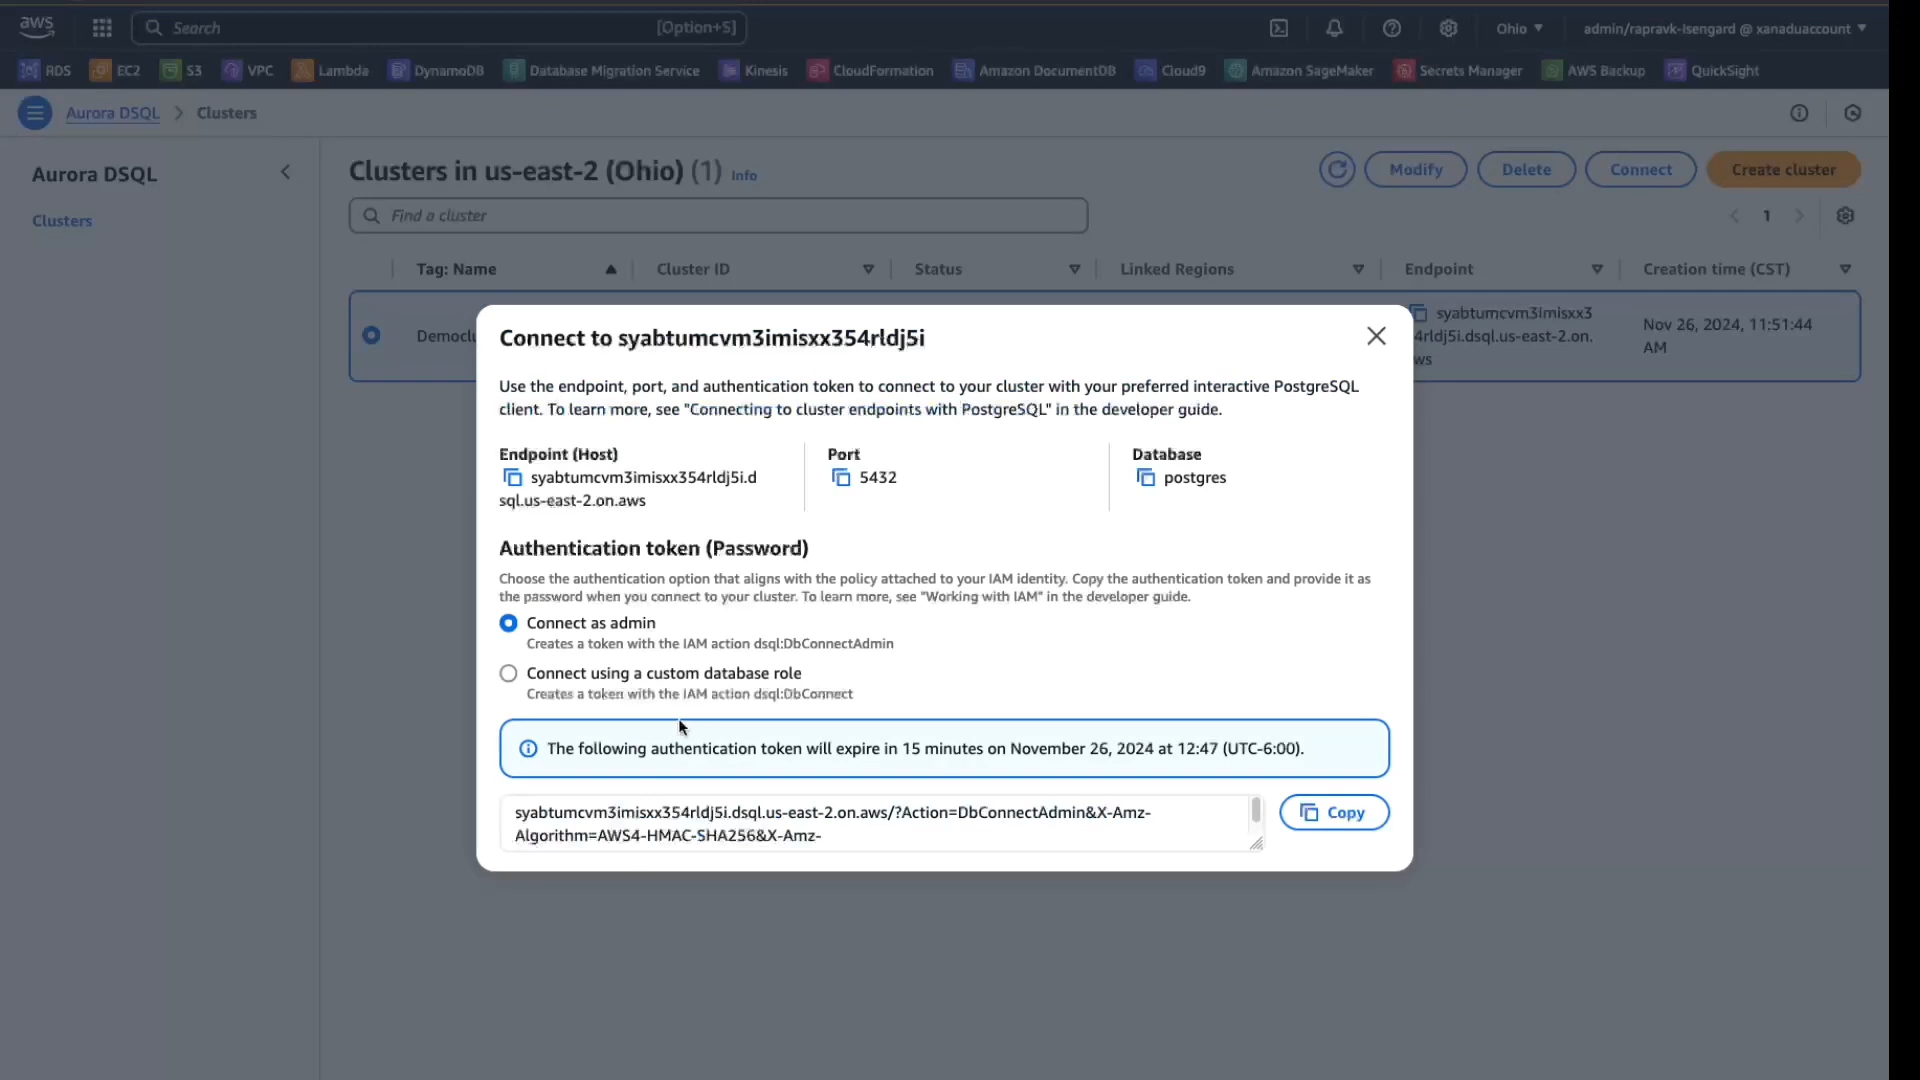 aws
Search
[Option+S]
Ohio ▼
admin/rapravk-Isengard @ xanaduaccount ▼
RDS
EC2
S3
VPC
Lambda
DynamoDB
Database Migration Service
Kinesis
CloudFormation
Amazon DocumentDB
Cloud9
Amazon SageMaker
Secrets Manager
AWS Backup
QuickSight
Aurora DSQL > Clusters
Aurora DSQL
Clusters
Clusters in us-east-2 (Ohio) (1) Info
Modify
Delete
Connect
Create cluster
Find a cluster
1
Tag: Name
Cluster ID
Status
Linked Regions
Endpoint
Creation time (CST)
Democlu
syabtumcvm3imisxx3
4rldj5i.dsql.us-east-2.on.
ws
Nov 26, 2024, 11:51:44
AM
Connect to syabtumcvm3imisxx354rldj5i
Use the endpoint, port, and authentication token to connect to your cluster with your preferred interactive PostgreSQL
client. To learn more, see "Connecting to cluster endpoints with PostgreSQL" in the developer guide.
Endpoint (Host)
syabtumcvm3imisxx354rldj5i.d
sql.us-east-2.on.aws
Port
5432
Database
postgres
Authentication token (Password)
Choose the authentication option that aligns with the policy attached to your IAM identity. Copy the authentication token and provide it as
the password when you connect to your cluster. To learn more, see "Working with IAM" in the developer guide.
Connect as admin
Creates a token with the IAM action dsql:DbConnectAdmin
Connect using a custom database role
Creates a token with the IAM action dsql:DbConnect
The following authentication token will expire in 15 minutes on November 26, 2024 at 12:47 (UTC-6:00).
syabtumcvm3imisxx354rldj5i.dsql.us-east-2.on.aws/?Action=DbConnectAdmin&X-Amz-
Algorithm=AWS4-HMAC-SHA256&X-Amz-
Copy